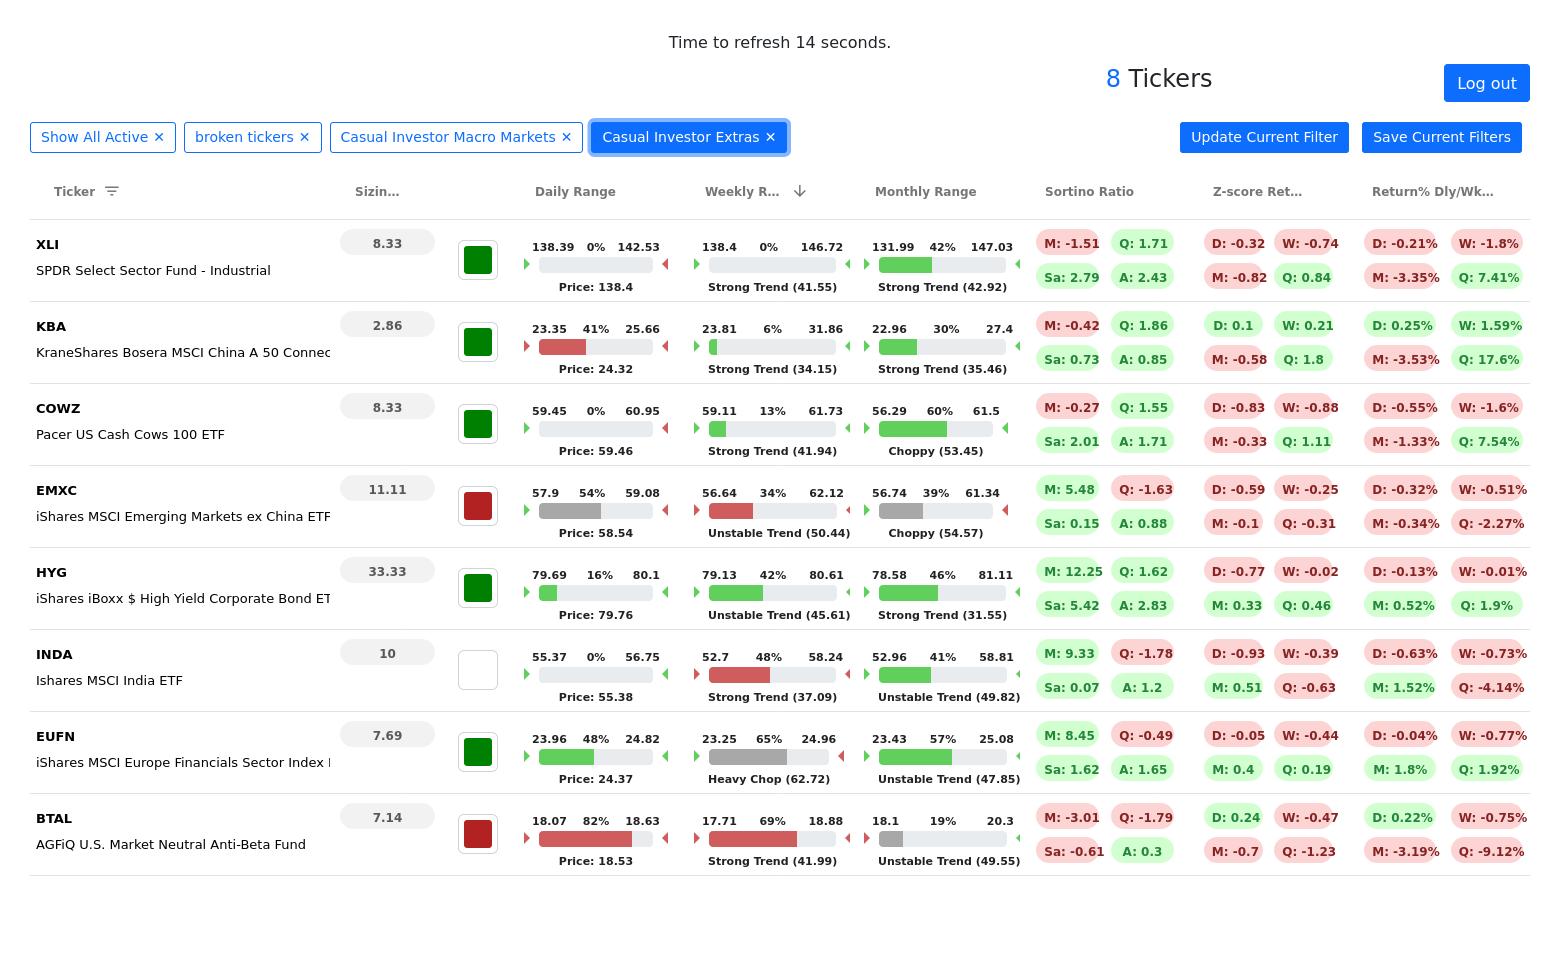 Time to refresh 14 seconds.
8 Tickers
Log out
Show All Active ✕ broken tickers ✕ Casual Investor Macro Markets ✕ Casual Investor Extras ✕ Update Current Filter Save Current Filters
Ticker Sizin... Daily Range Weekly R... Monthly Range Sortino Ratio Z-score Ret... Return% Dly/Wk...
XLI 8.33 138.39 0% 142.53 138.4 0% 146.72 131.99 42% 147.03 M: -1.51 Q: 1.71 D: -0.32 W: -0.74 D: -0.21% W: -1.8%
SPDR Select Sector Fund - Industrial Price: 138.4 Strong Trend (41.55) Strong Trend (42.92) Sa: 2.79 A: 2.43 M: -0.82 Q: 0.84 M: -3.35% Q: 7.41%
KBA 2.86 23.35 41% 25.66 23.81 6% 31.86 22.96 30% 27.4 M: -0.42 Q: 1.86 D: 0.1 W: 0.21 D: 0.25% W: 1.59%
KraneShares Bosera MSCI China A 50 Connec Price: 24.32 Strong Trend (34.15) Strong Trend (35.46) Sa: 0.73 A: 0.85 M: -0.58 Q: 1.8 M: -3.53% Q: 17.6%
COWZ 8.33 59.45 0% 60.95 59.11 13% 61.73 56.29 60% 61.5 M: -0.27 Q: 1.55 D: -0.83 W: -0.88 D: -0.55% W: -1.6%
Pacer US Cash Cows 100 ETF Price: 59.46 Strong Trend (41.94) Choppy (53.45) Sa: 2.01 A: 1.71 M: -0.33 Q: 1.11 M: -1.33% Q: 7.54%
EMXC 11.11 57.9 54% 59.08 56.64 34% 62.12 56.74 39% 61.34 M: 5.48 Q: -1.63 D: -0.59 W: -0.25 D: -0.32% W: -0.51%
iShares MSCI Emerging Markets ex China ETF Price: 58.54 Unstable Trend (50.44) Choppy (54.57) Sa: 0.15 A: 0.88 M: -0.1 Q: -0.31 M: -0.34% Q: -2.27%
HYG 33.33 79.69 16% 80.1 79.13 42% 80.61 78.58 46% 81.11 M: 12.25 Q: 1.62 D: -0.77 W: -0.02 D: -0.13% W: -0.01%
iShares iBoxx $ High Yield Corporate Bond ET Price: 79.76 Unstable Trend (45.61) Strong Trend (31.55) Sa: 5.42 A: 2.83 M: 0.33 Q: 0.46 M: 0.52% Q: 1.9%
INDA 10 55.37 0% 56.75 52.7 48% 58.24 52.96 41% 58.81 M: 9.33 Q: -1.78 D: -0.93 W: -0.39 D: -0.63% W: -0.73%
Ishares MSCI India ETF Price: 55.38 Strong Trend (37.09) Unstable Trend (49.82) Sa: 0.07 A: 1.2 M: 0.51 Q: -0.63 M: 1.52% Q: -4.14%
EUFN 7.69 23.96 48% 24.82 23.25 65% 24.96 23.43 57% 25.08 M: 8.45 Q: -0.49 D: -0.05 W: -0.44 D: -0.04% W: -0.77%
iShares MSCI Europe Financials Sector Index Price: 24.37 Heavy Chop (62.72) Unstable Trend (47.85) Sa: 1.62 A: 1.65 M: 0.4 Q: 0.19 M: 1.8% Q: 1.92%
BTAL 7.14 18.07 82% 18.63 17.71 69% 18.88 18.1 19% 20.3 M: -3.01 Q: -1.79 D: 0.24 W: -0.47 D: 0.22% W: -0.75%
AGFiQ U.S. Market Neutral Anti-Beta Fund Price: 18.53 Strong Trend (41.99) Unstable Trend (49.55) Sa: -0.61 A: 0.3 M: -0.7 Q: -1.23 M: -3.19% Q: -9.12%